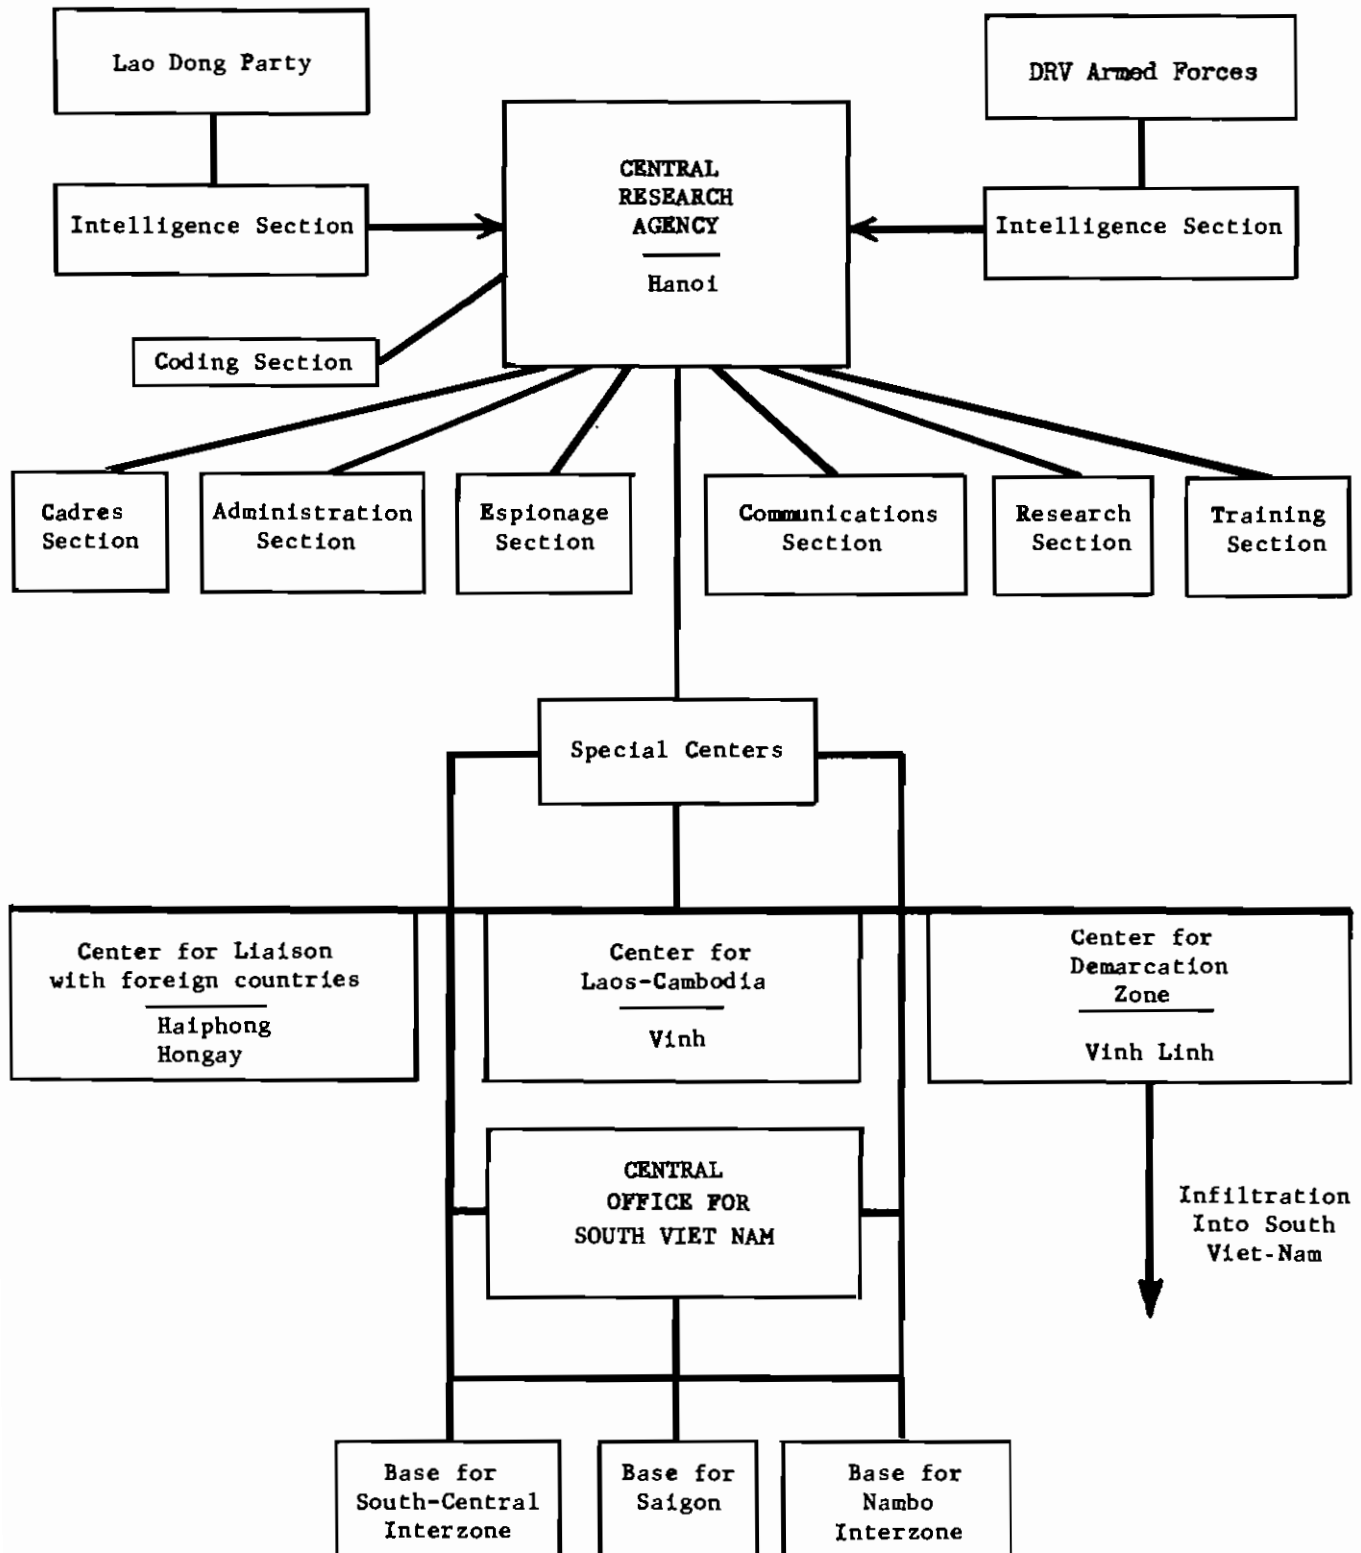 Lao Dong Party
DRV Armed Forces
CENTRAL
RESEARCH
AGENCY
Hanoi
Intelligence Section
Intelligence Section
Coding Section
Cadres
Section
Administration
Section
Espionage
Section
Communications
Section
Research
Section
Training
Section
Special Centers
Center for Liaison
with foreign countries
Haiphong
Hongay
Center for
Laos-Cambodia
Vinh
Center for
Demarcation
Zone
Vinh Linh
CENTRAL
OFFICE FOR
SOUTH VIET NAM
Infiltration
Into South
Viet-Nam
Base for
South-Central
Interzone
Base for
Saigon
Base for
Nambo
Interzone